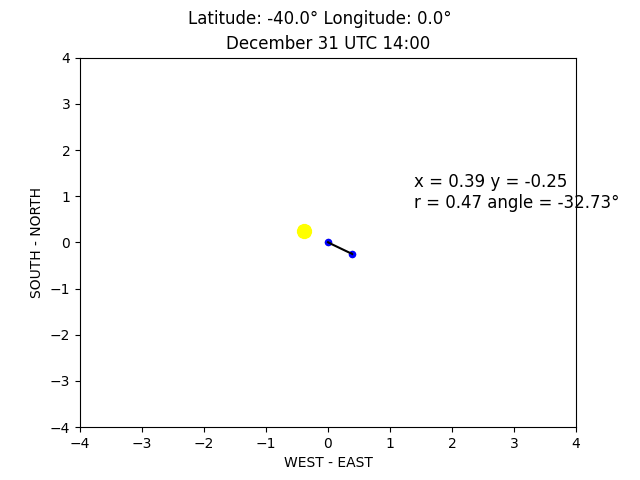 Latitude: -40.0° Longitude: 0.0°
December 31 UTC 14:00
4
3
2
1
0
−1
−2
−3
−4
SOUTH - NORTH
x = 0.39 y = -0.25
r = 0.47 angle = -32.73°
−4 −3 −2 −1 0 1 2 3 4
WEST - EAST